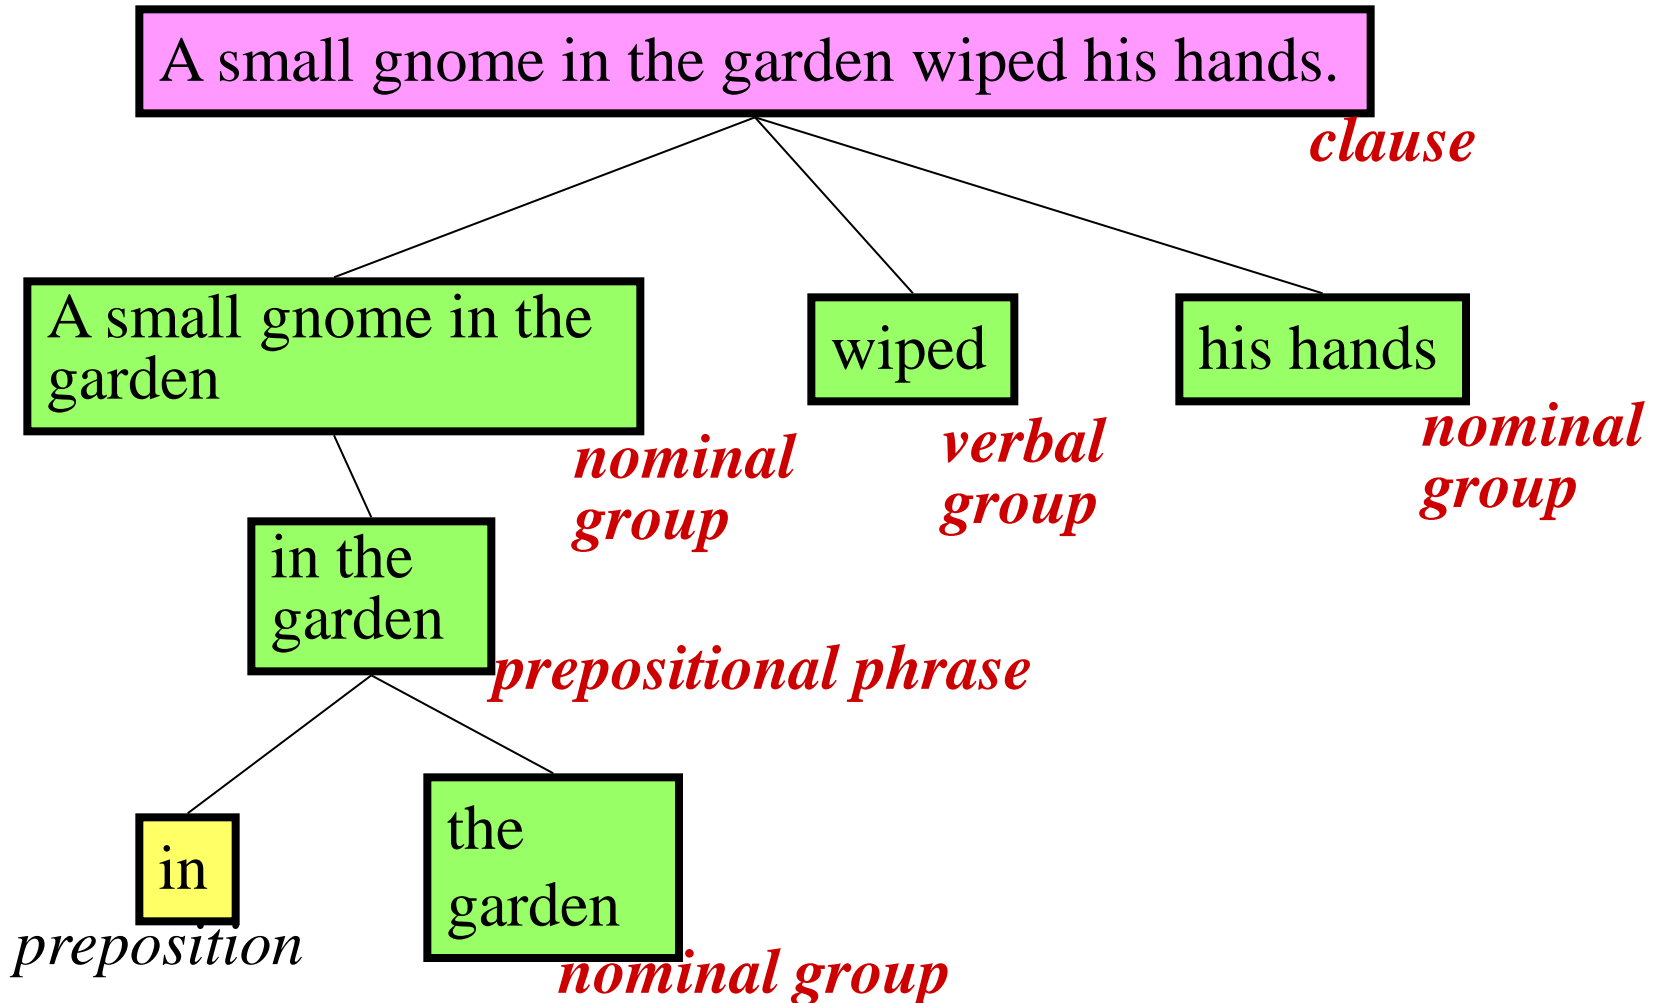 A small gnome in the garden wiped his hands.
clause
A small gnome in the
garden
nominal
group
wiped
verbal
group
his hands
nominal
group
in the
garden
prepositional phrase
in
preposition
the
garden
nominal group